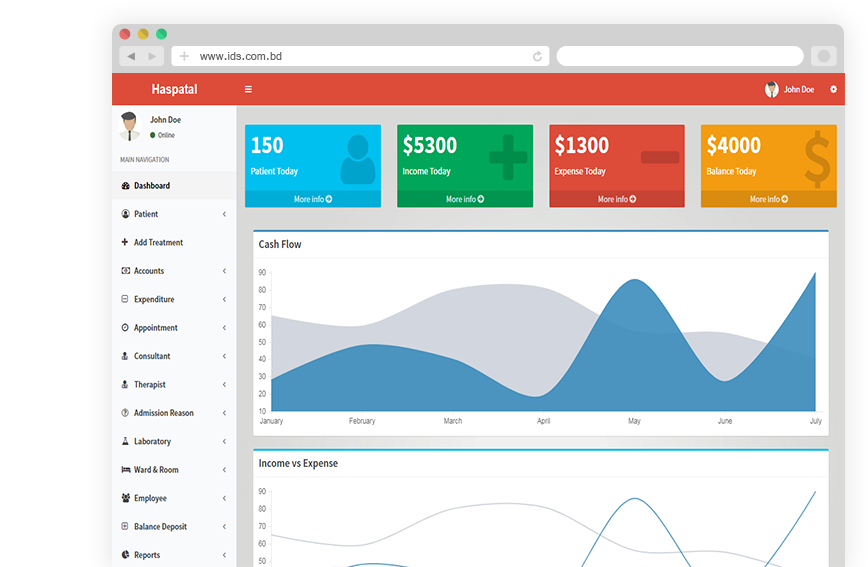 www.ids.com.bd
Haspatal
John Doe
John Doe
Online
MAIN NAVIGATION
Dashboard
Patient
Add Treatment
Accounts
Expenditure
Appointment
Consultant
Therapist
Admission Reason
Laboratory
Ward & Room
Employee
Balance Deposit
Reports
150
Patient Today
More info
$5300
Income Today
More info
$1300
Expense Today
More info
$4000
Balance Today
More info
$
Cash Flow
90
80
70
60
50
40
30
20
10
January February March April May June July
Income vs Expense
90
80
70
60
50